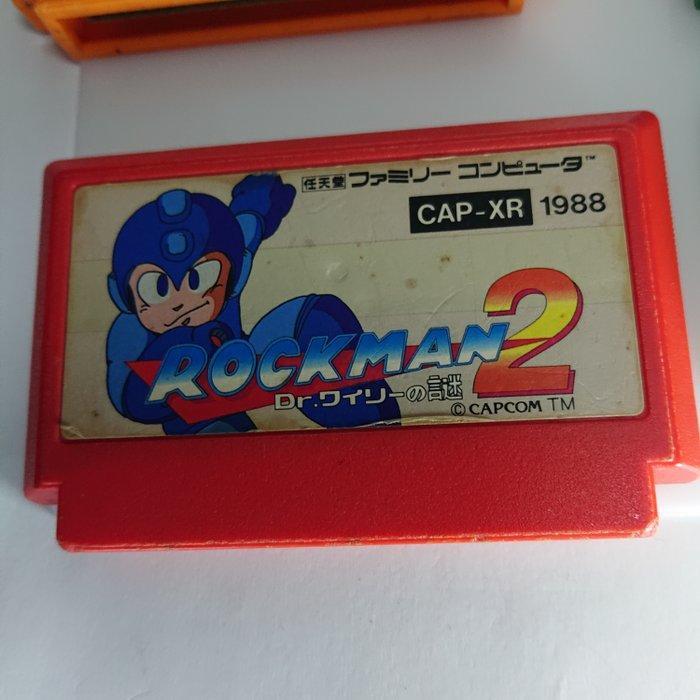 任天堂 ファミリー コンピュータ™
CAP-XR 1988
ROCKMAN 2
Dr.ワイリーの謎
© CAPCOM TM